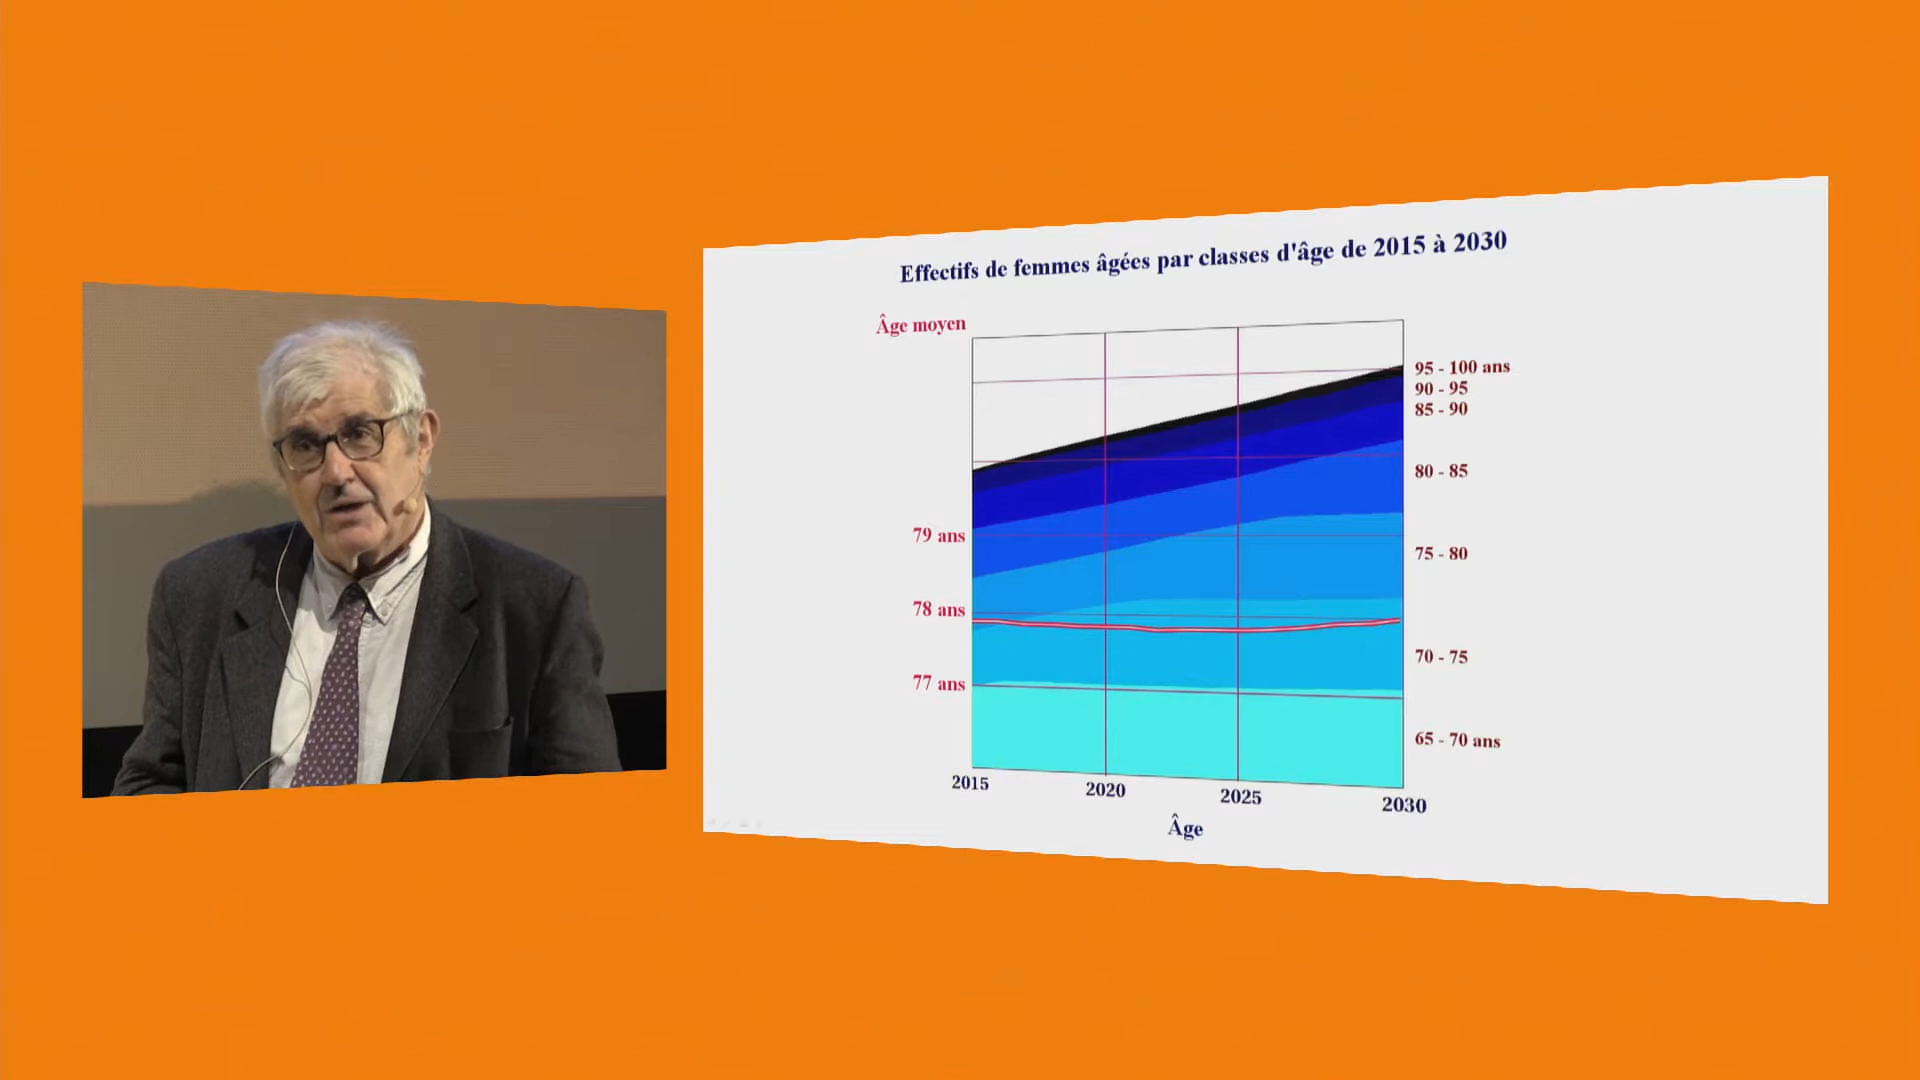 Effectifs de femmes âgées par classes d'âge de 2015 à 2030
Âge moyen
79 ans
78 ans
77 ans
95 - 100 ans
90 - 95
85 - 90
80 - 85
75 - 80
70 - 75
65 - 70 ans
2015
2020
2025
2030
Âge